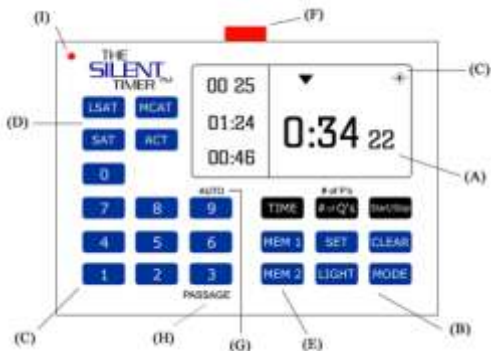 (I)
(F)
THE
SILENT
TIMER™
(C)
LSAT MCAT
(D)
SAT ACT
0
00 25
01:24
00:46
0:34 22
(A)
AUTO
# of P's
7 8 9
TIME # of Q's Start/Stop
4 5 6
MEM 1 SET CLEAR
1 2 3
MEM 2 LIGHT MODE
PASSAGE
(C)
(H)
(G)
(E)
(B)